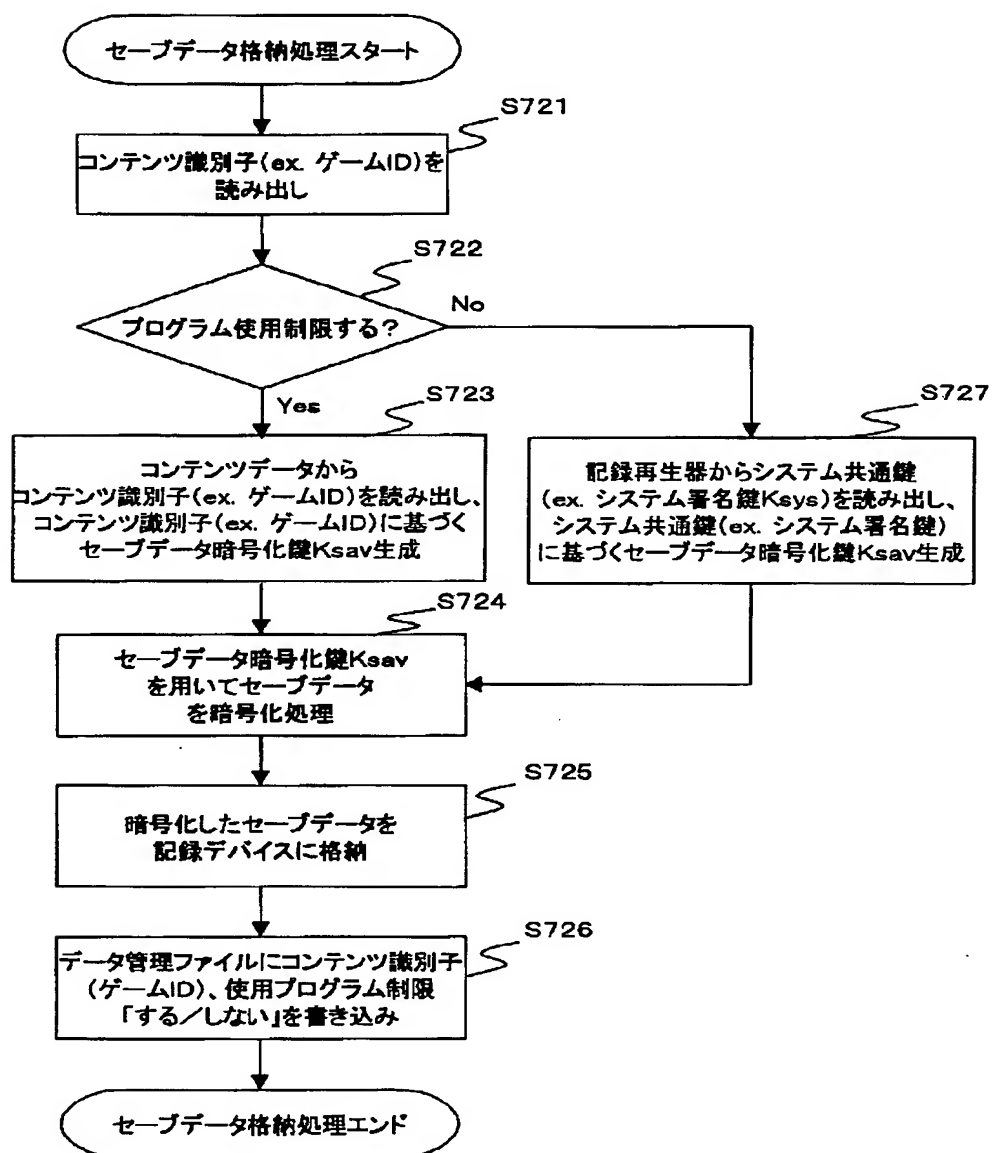 セーブデータ格納処理スタート
S721
コンテンツ識別子(ex. ゲームID)を
読み出し
S722
プログラム使用制限する?
No
Yes
S723
コンテンツデータから
コンテンツ識別子(ex. ゲームID)を読み出し、
コンテンツ識別子(ex. ゲームID)に基づく
セーブデータ暗号化鍵Ksav生成
S727
記録再生器からシステム共通鍵
(ex. システム署名鍵Ksys)を読み出し、
システム共通鍵(ex. システム署名鍵)
に基づくセーブデータ暗号化鍵Ksav生成
S724
セーブデータ暗号化鍵Ksav
を用いてセーブデータ
を暗号化処理
S725
暗号化したセーブデータを
記録デバイスに格納
S726
データ管理ファイルにコンテンツ識別子
(ゲームID)、使用プログラム制限
「する/しない」を書き込み
セーブデータ格納処理エンド